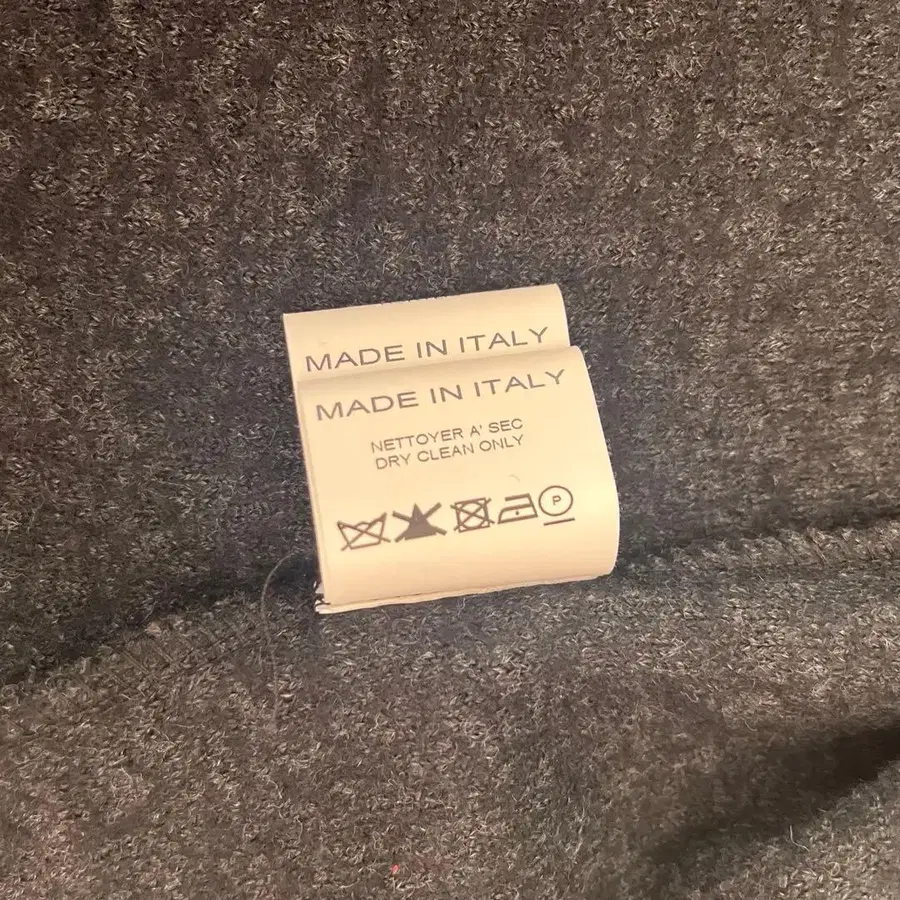 MADE IN ITALY
MADE IN ITALY
NETTOYER A' SEC
DRY CLEAN ONLY
P